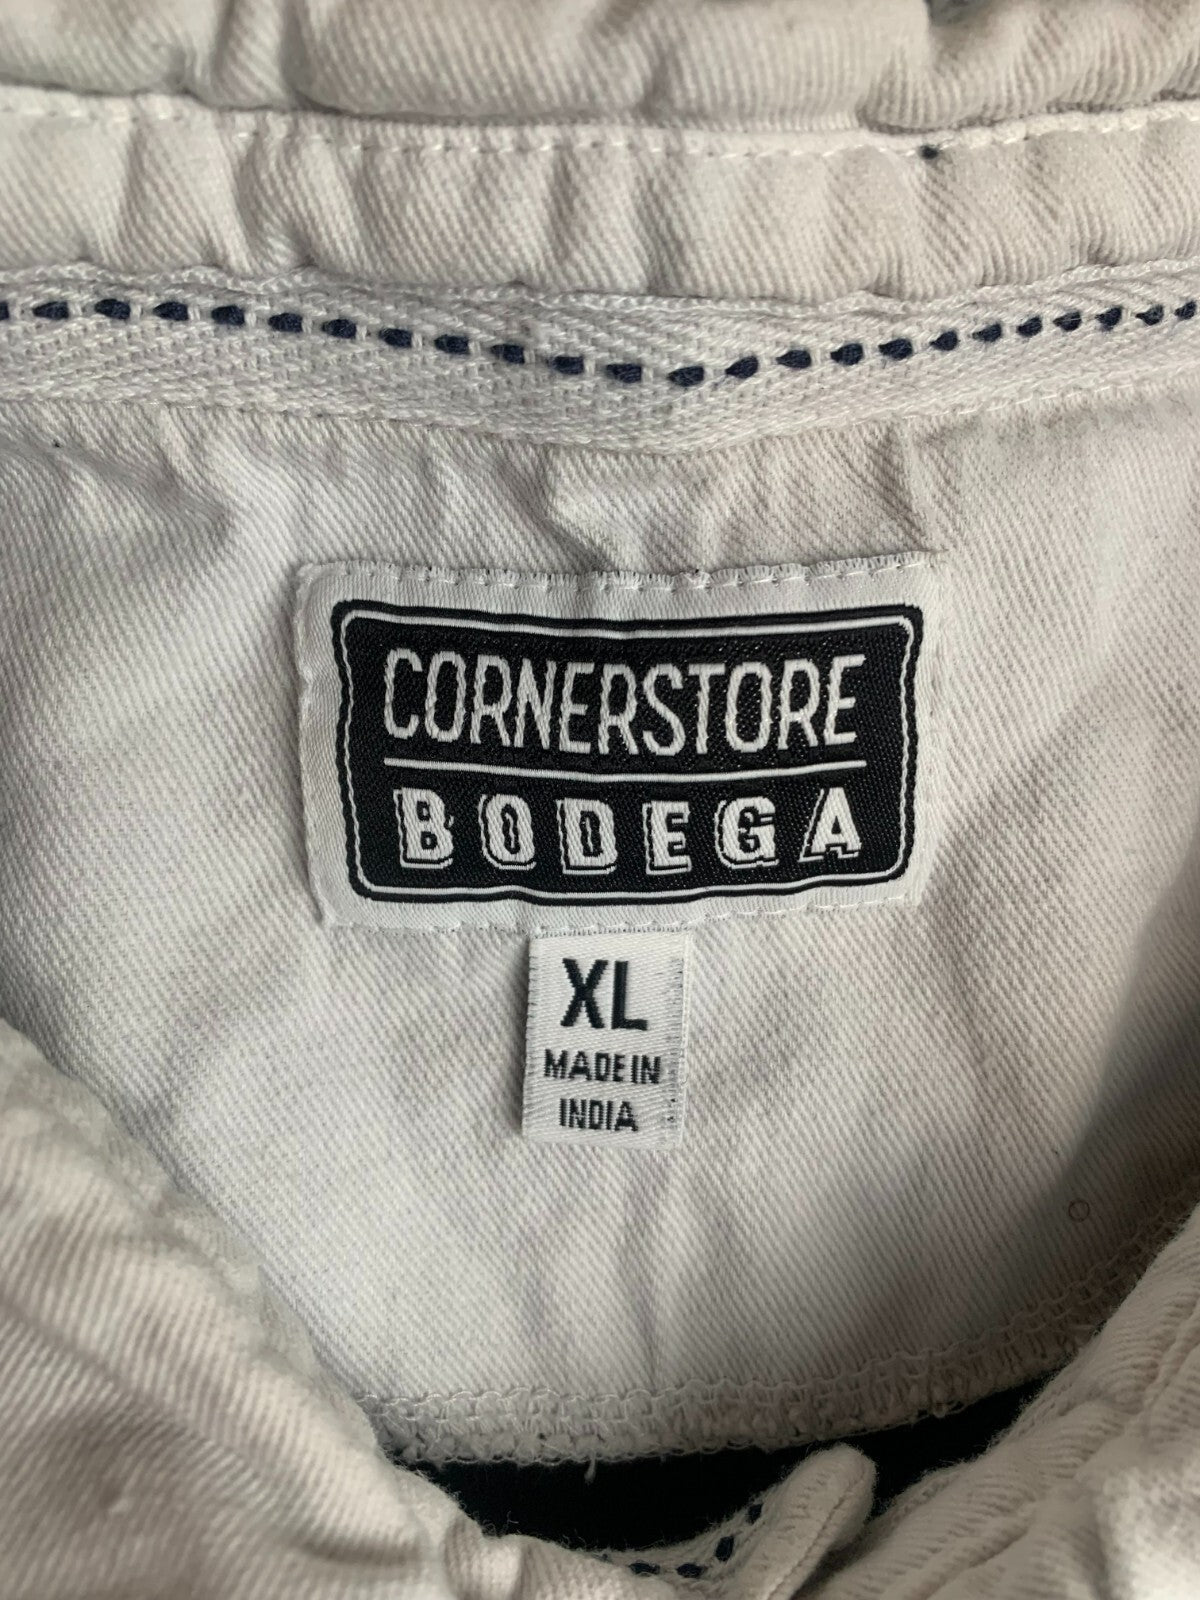 CORNERSTORE
BODEGA
XL
MADE IN
INDIA